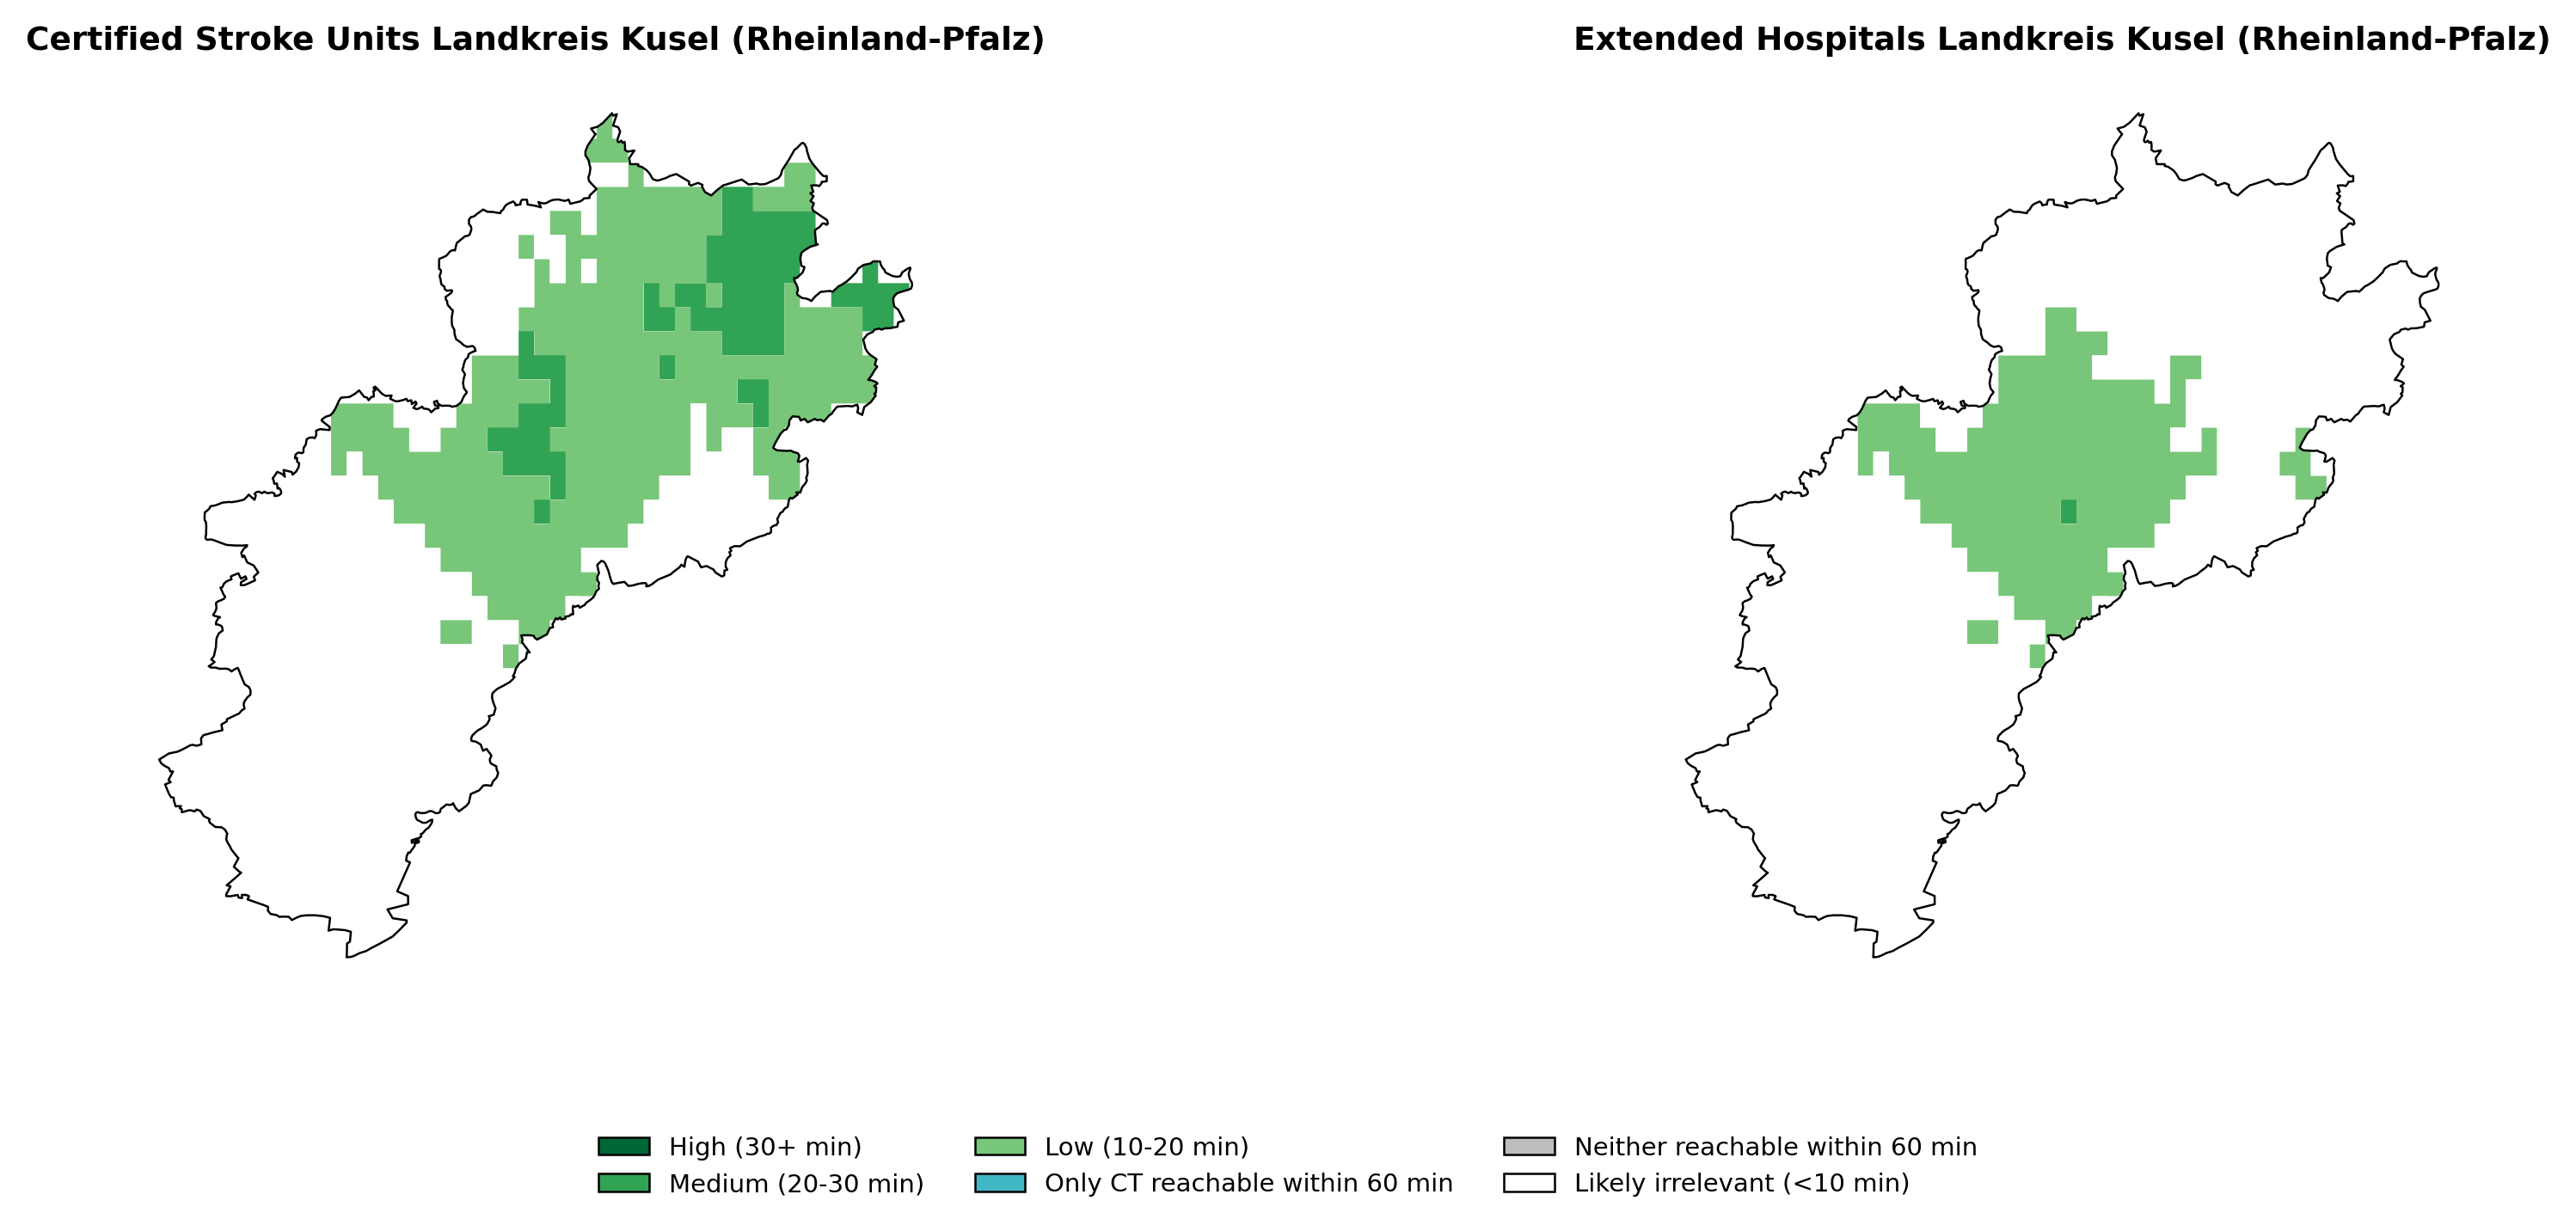 Certified Stroke Units Landkreis Kusel (Rheinland-Pfalz)
Extended Hospitals Landkreis Kusel (Rheinland-Pfalz)
High (30+ min)
Medium (20-30 min)
Low (10-20 min)
Only CT reachable within 60 min
Neither reachable within 60 min
Likely irrelevant (<10 min)